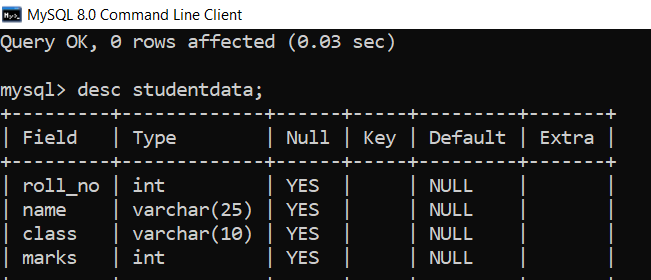 MySQL 8.0 Command Line Client
Query OK, 0 rows affected (0.03 sec)
mysql> desc studentdata;
+---------+-------------+------+-----+---------+-------+
| Field   | Type        | Null | Key | Default | Extra |
+---------+-------------+------+-----+---------+-------+
| roll_no | int         | YES  |     | NULL    |       |
| name    | varchar(25) | YES  |     | NULL    |       |
| class   | varchar(10) | YES  |     | NULL    |       |
| marks   | int         | YES  |     | NULL    |       |